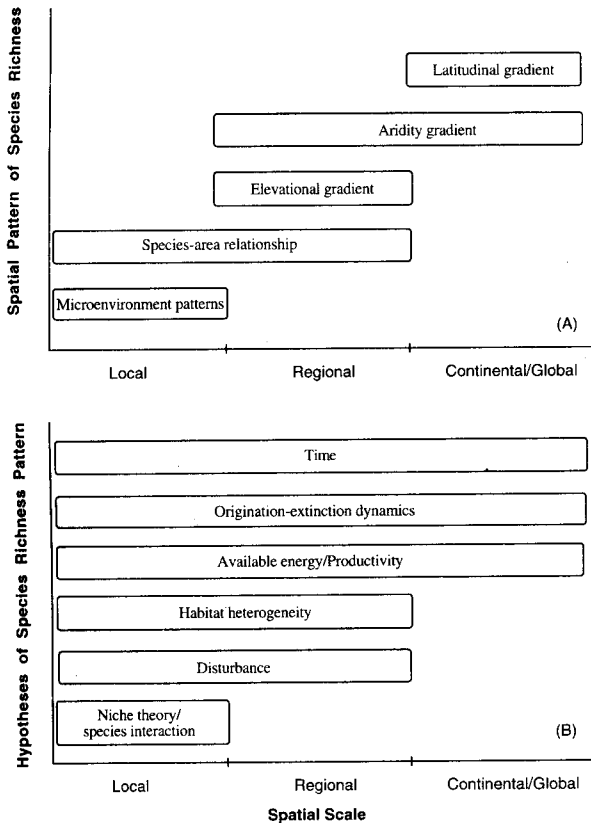 Spatial Pattern of Species Richness
Latitudinal gradient
Aridity gradient
Elevational gradient
Species-area relationship
Microenvironment patterns
(A)
Local Regional Continental/Global
Hypotheses of Species Richness Pattern
Time
Origination-extinction dynamics
Available energy/Productivity
Habitat heterogeneity
Disturbance
Niche theory/
species interaction
(B)
Local Regional Continental/Global
Spatial Scale